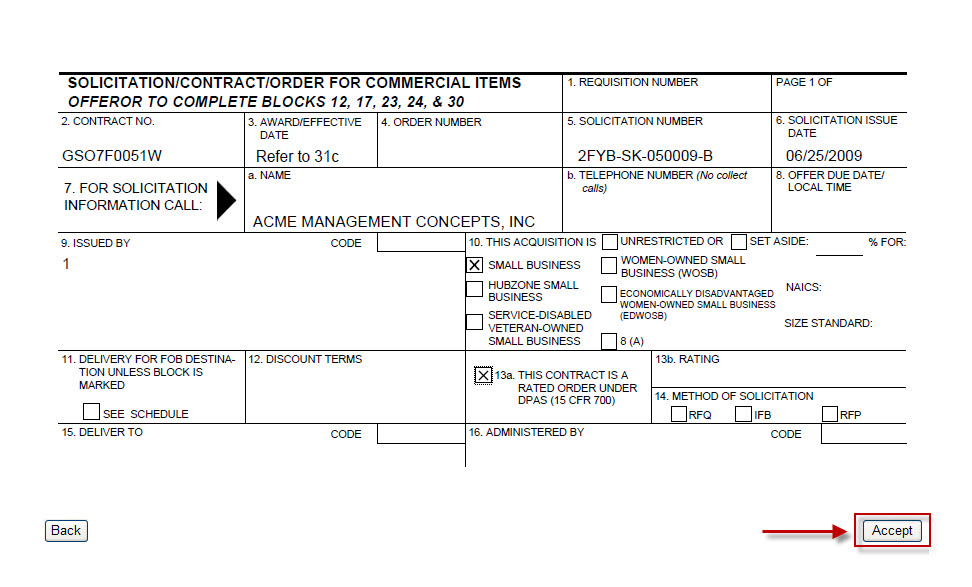 SOLICITATION/CONTRACT/ORDER FOR COMMERCIAL ITEMS
OFFEROR TO COMPLETE BLOCKS 12, 17, 23, 24, & 30
1. REQUISITION NUMBER
PAGE 1 OF
2. CONTRACT NO.
GSO7F0051W
3. AWARD/EFFECTIVE
DATE
Refer to 31c
4. ORDER NUMBER
5. SOLICITATION NUMBER
2FYB-SK-050009-B
6. SOLICITATION ISSUE
DATE
06/25/2009
7. FOR SOLICITATION
INFORMATION CALL:
a. NAME
ACME MANAGEMENT CONCEPTS, INC
b. TELEPHONE NUMBER (No collect
calls)
8. OFFER DUE DATE/
LOCAL TIME
9. ISSUED BY
CODE
1
10. THIS ACQUISITION IS
UNRESTRICTED OR
SET ASIDE:
% FOR:
SMALL BUSINESS
WOMEN-OWNED SMALL
BUSINESS (WOSB)
HUBZONE SMALL
BUSINESS
ECONOMICALLY DISADVANTAGED
WOMEN-OWNED SMALL BUSINESS
(EDWOSB)
NAICS:
SERVICE-DISABLED
VETERAN-OWNED
SMALL BUSINESS
8 (A)
SIZE STANDARD:
11. DELIVERY FOR FOB DESTINA-
TION UNLESS BLOCK IS
MARKED
SEE SCHEDULE
12. DISCOUNT TERMS
13a. THIS CONTRACT IS A
RATED ORDER UNDER
DPAS (15 CFR 700)
13b. RATING
14. METHOD OF SOLICITATION
RFQ
IFB
RFP
15. DELIVER TO
CODE
16. ADMINISTERED BY
CODE
Back
Accept